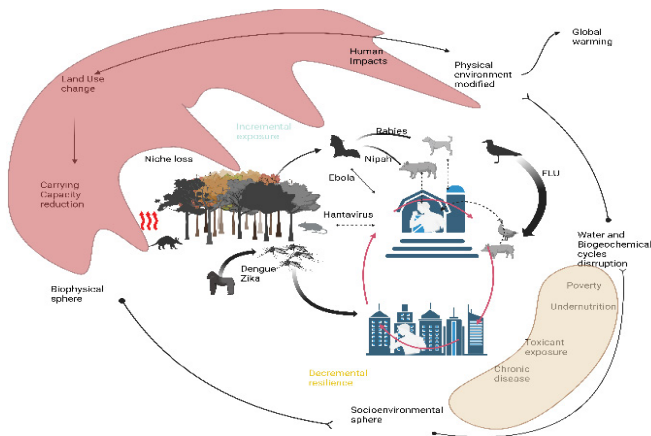 Global
warming
Human
Impacts
Physical
environment
modified
Land Use
change
Incremental
exposure
Rabies
Niche loss
Nipah
Ebola
FLU
Carrying
Capacity
reduction
Hantavirus
Water and
Biogeochemical
cycles
disruption
Dengue
Zika
Biophysical
sphere
Poverty
Undernutrition
Toxicant
exposure
Chronic
disease
Decremental
resilience
Socioenvironmental
sphere